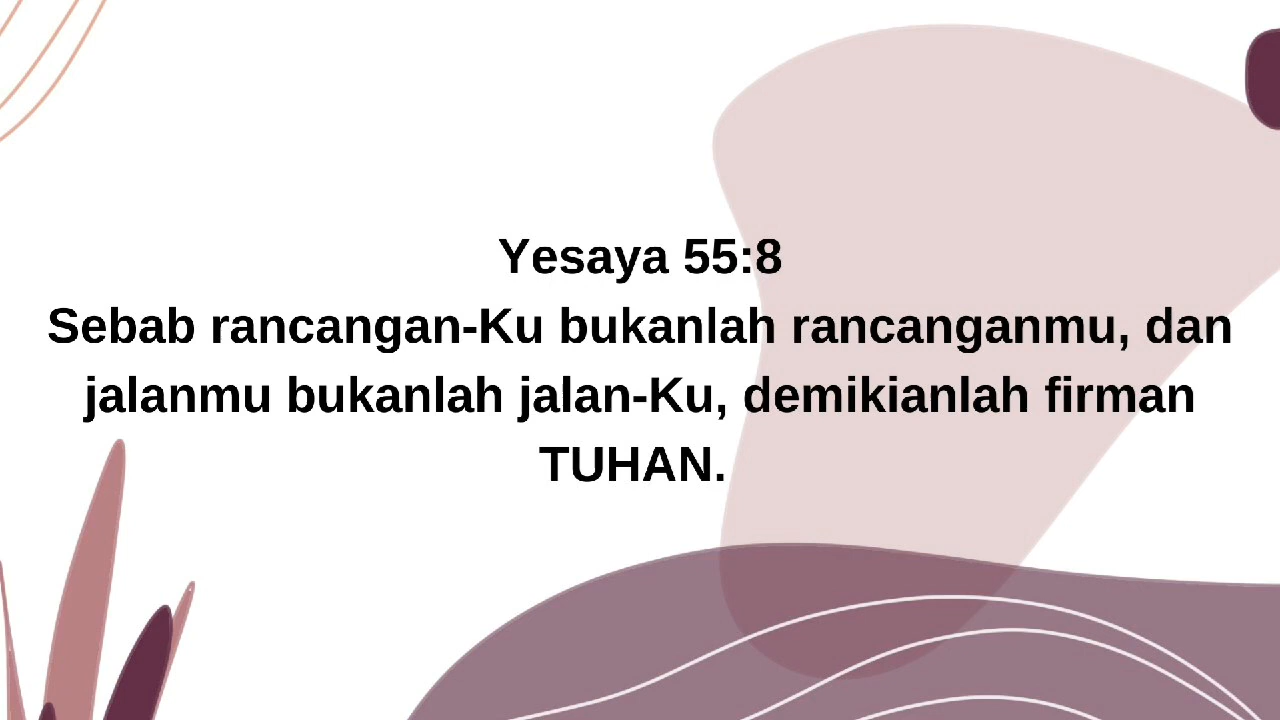 Yesaya 55:8
Sebab rancangan-Ku bukanlah rancanganmu, dan
jalanmu bukanlah jalan-Ku, demikianlah firman
TUHAN.